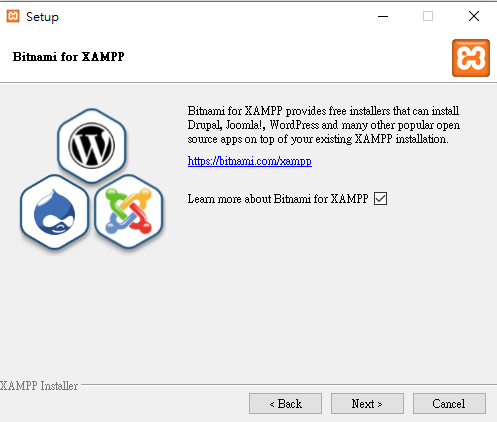 Setup
Bitnami for XAMPP
Bitnami for XAMPP provides free installers that can install
Drupal, Joomla!, WordPress and many other popular open
source apps on top of your existing XAMPP installation.
https://bitnami.com/xampp
Learn more about Bitnami for XAMPP
XAMPP Installer
< Back
Next >
Cancel